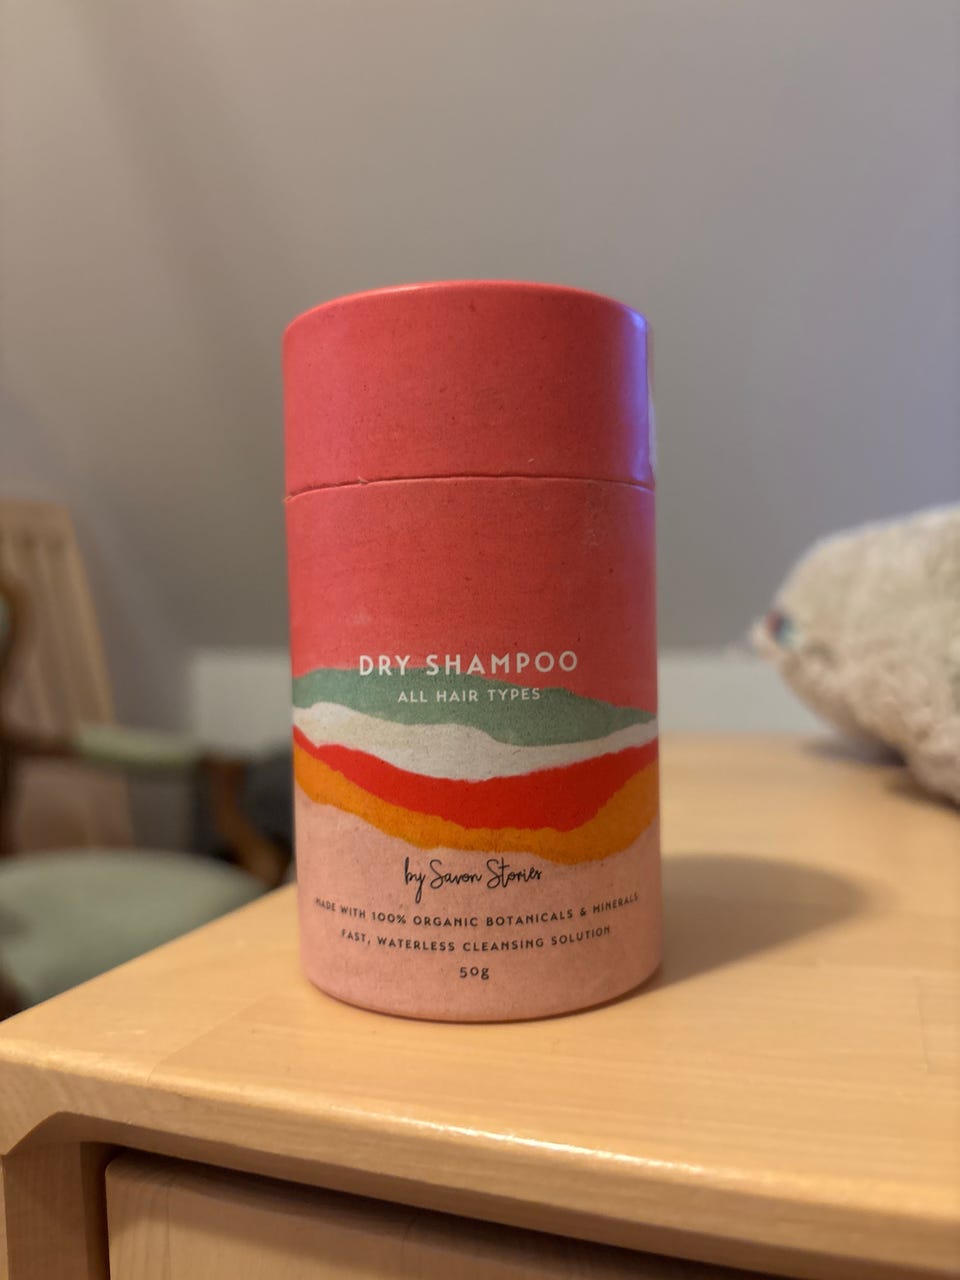 DRY SHAMPOO
ALL HAIR TYPES
by Savon Stories
MADE WITH 100% ORGANIC BOTANICALS & MINERALS
FAST, WATERLESS CLEANSING SOLUTION
50g